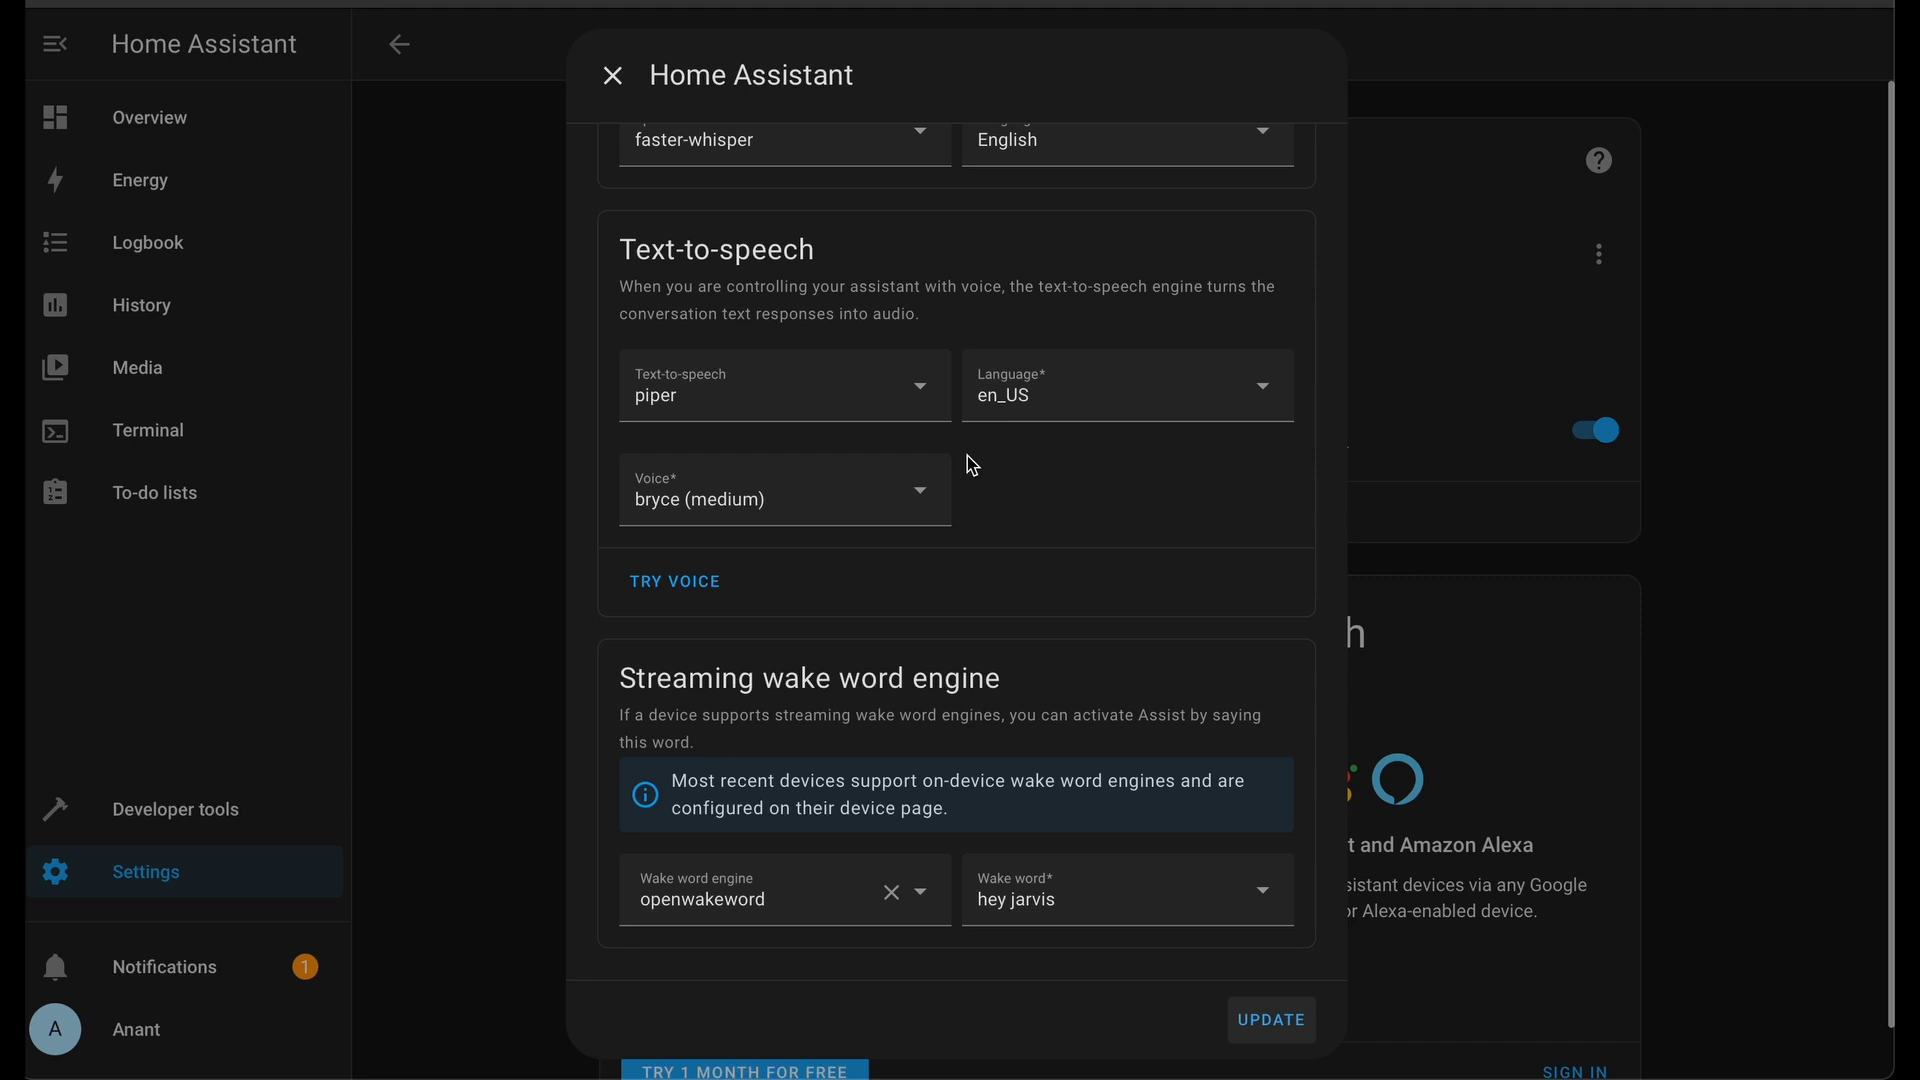 Home Assistant
Overview
Energy
Logbook
History
Media
Terminal
To-do lists
Developer tools
Settings
Notifications
1
A
Anant
Home Assistant
faster-whisper
English
Text-to-speech
When you are controlling your assistant with voice, the text-to-speech engine turns the
conversation text responses into audio.
Text-to-speech
piper
Language*
en_US
Voice*
bryce (medium)
TRY VOICE
Streaming wake word engine
If a device supports streaming wake word engines, you can activate Assist by saying
this word.
Most recent devices support on-device wake word engines and are
configured on their device page.
Wake word engine
openwakeword
Wake word*
hey jarvis
UPDATE
h
t and Amazon Alexa
sistant devices via any Google
or Alexa-enabled device.
TRY 1 MONTH FOR FREE
SIGN IN